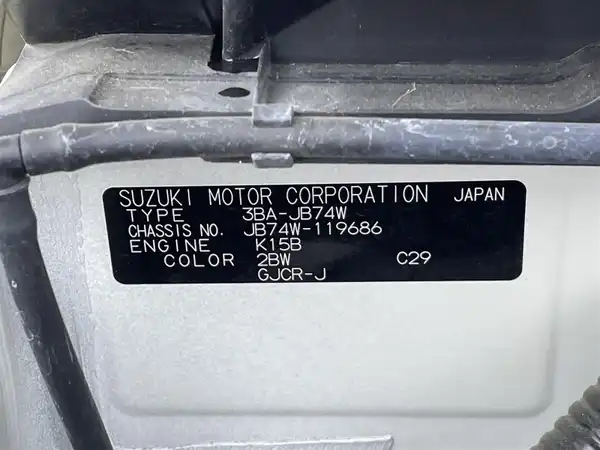 SUZUKI MOTOR CORPORATION JAPAN
TYPE 3BA-JB74W
CHASSIS NO. JB74W-119686
ENGINE K15B
COLOR 2BW C29
GJCR-J